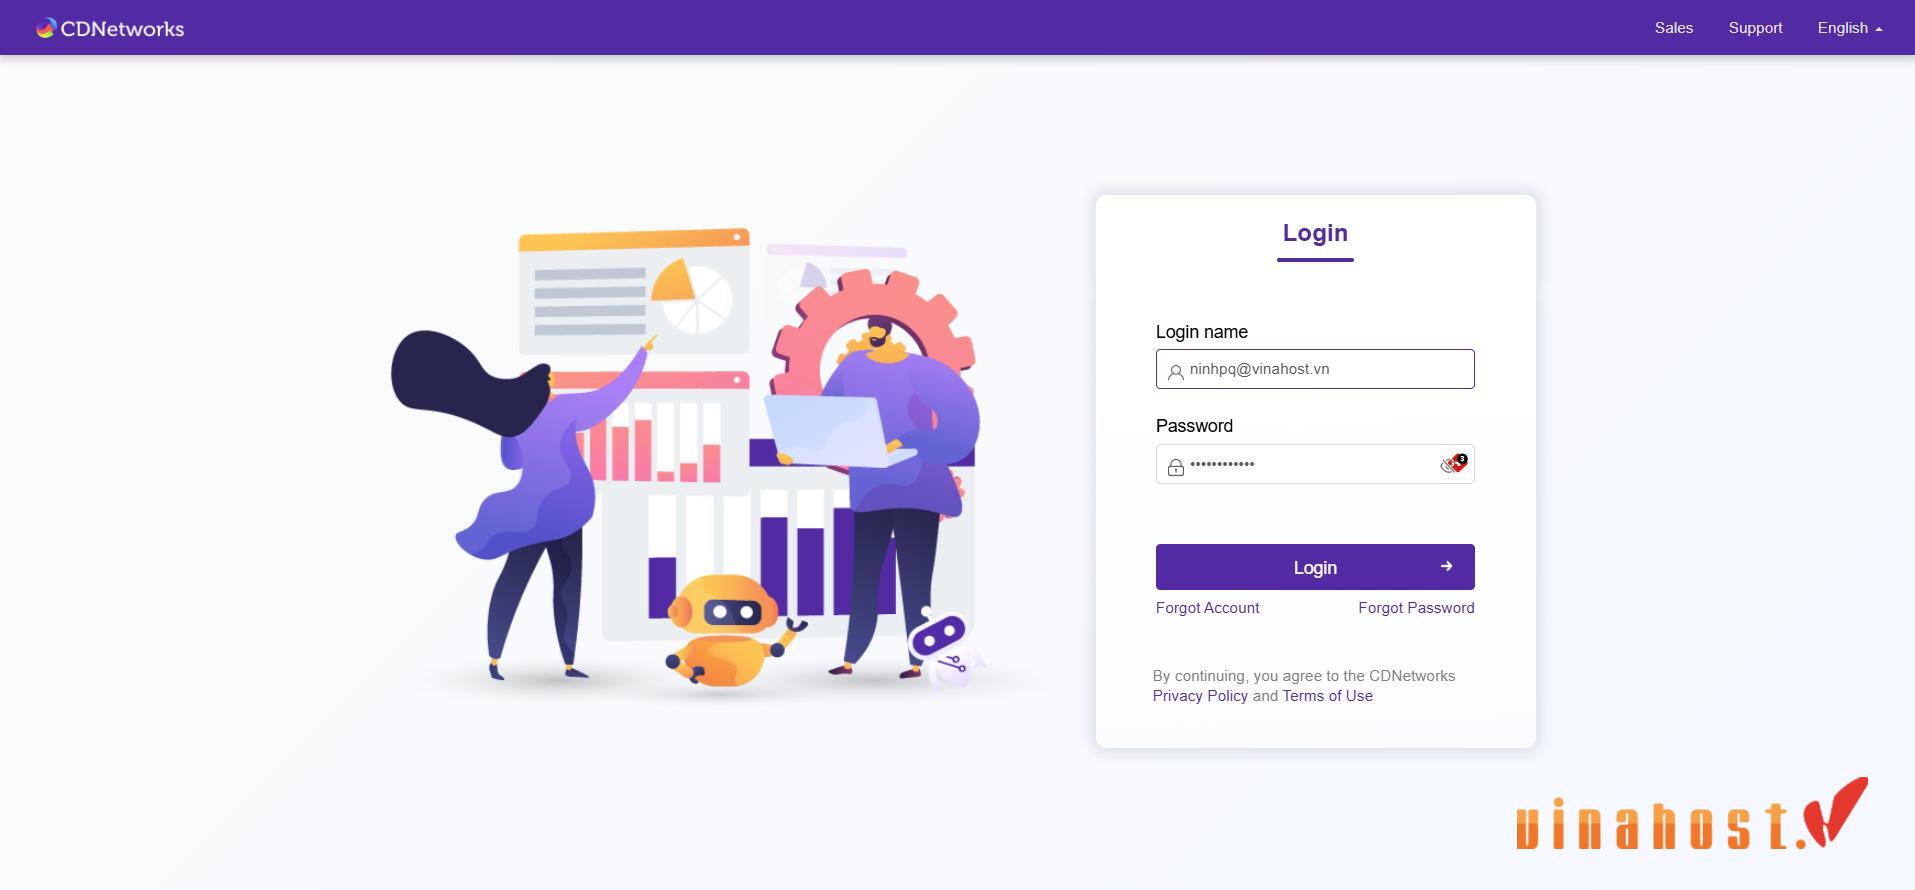 CDNetworks
Sales
Support
English
Login
Login name
ninhpq@vinahost.vn
Password
••••••••••••
3
Login
Forgot Account
Forgot Password
By continuing, you agree to the CDNetworks
Privacy Policy and Terms of Use
vinahost.